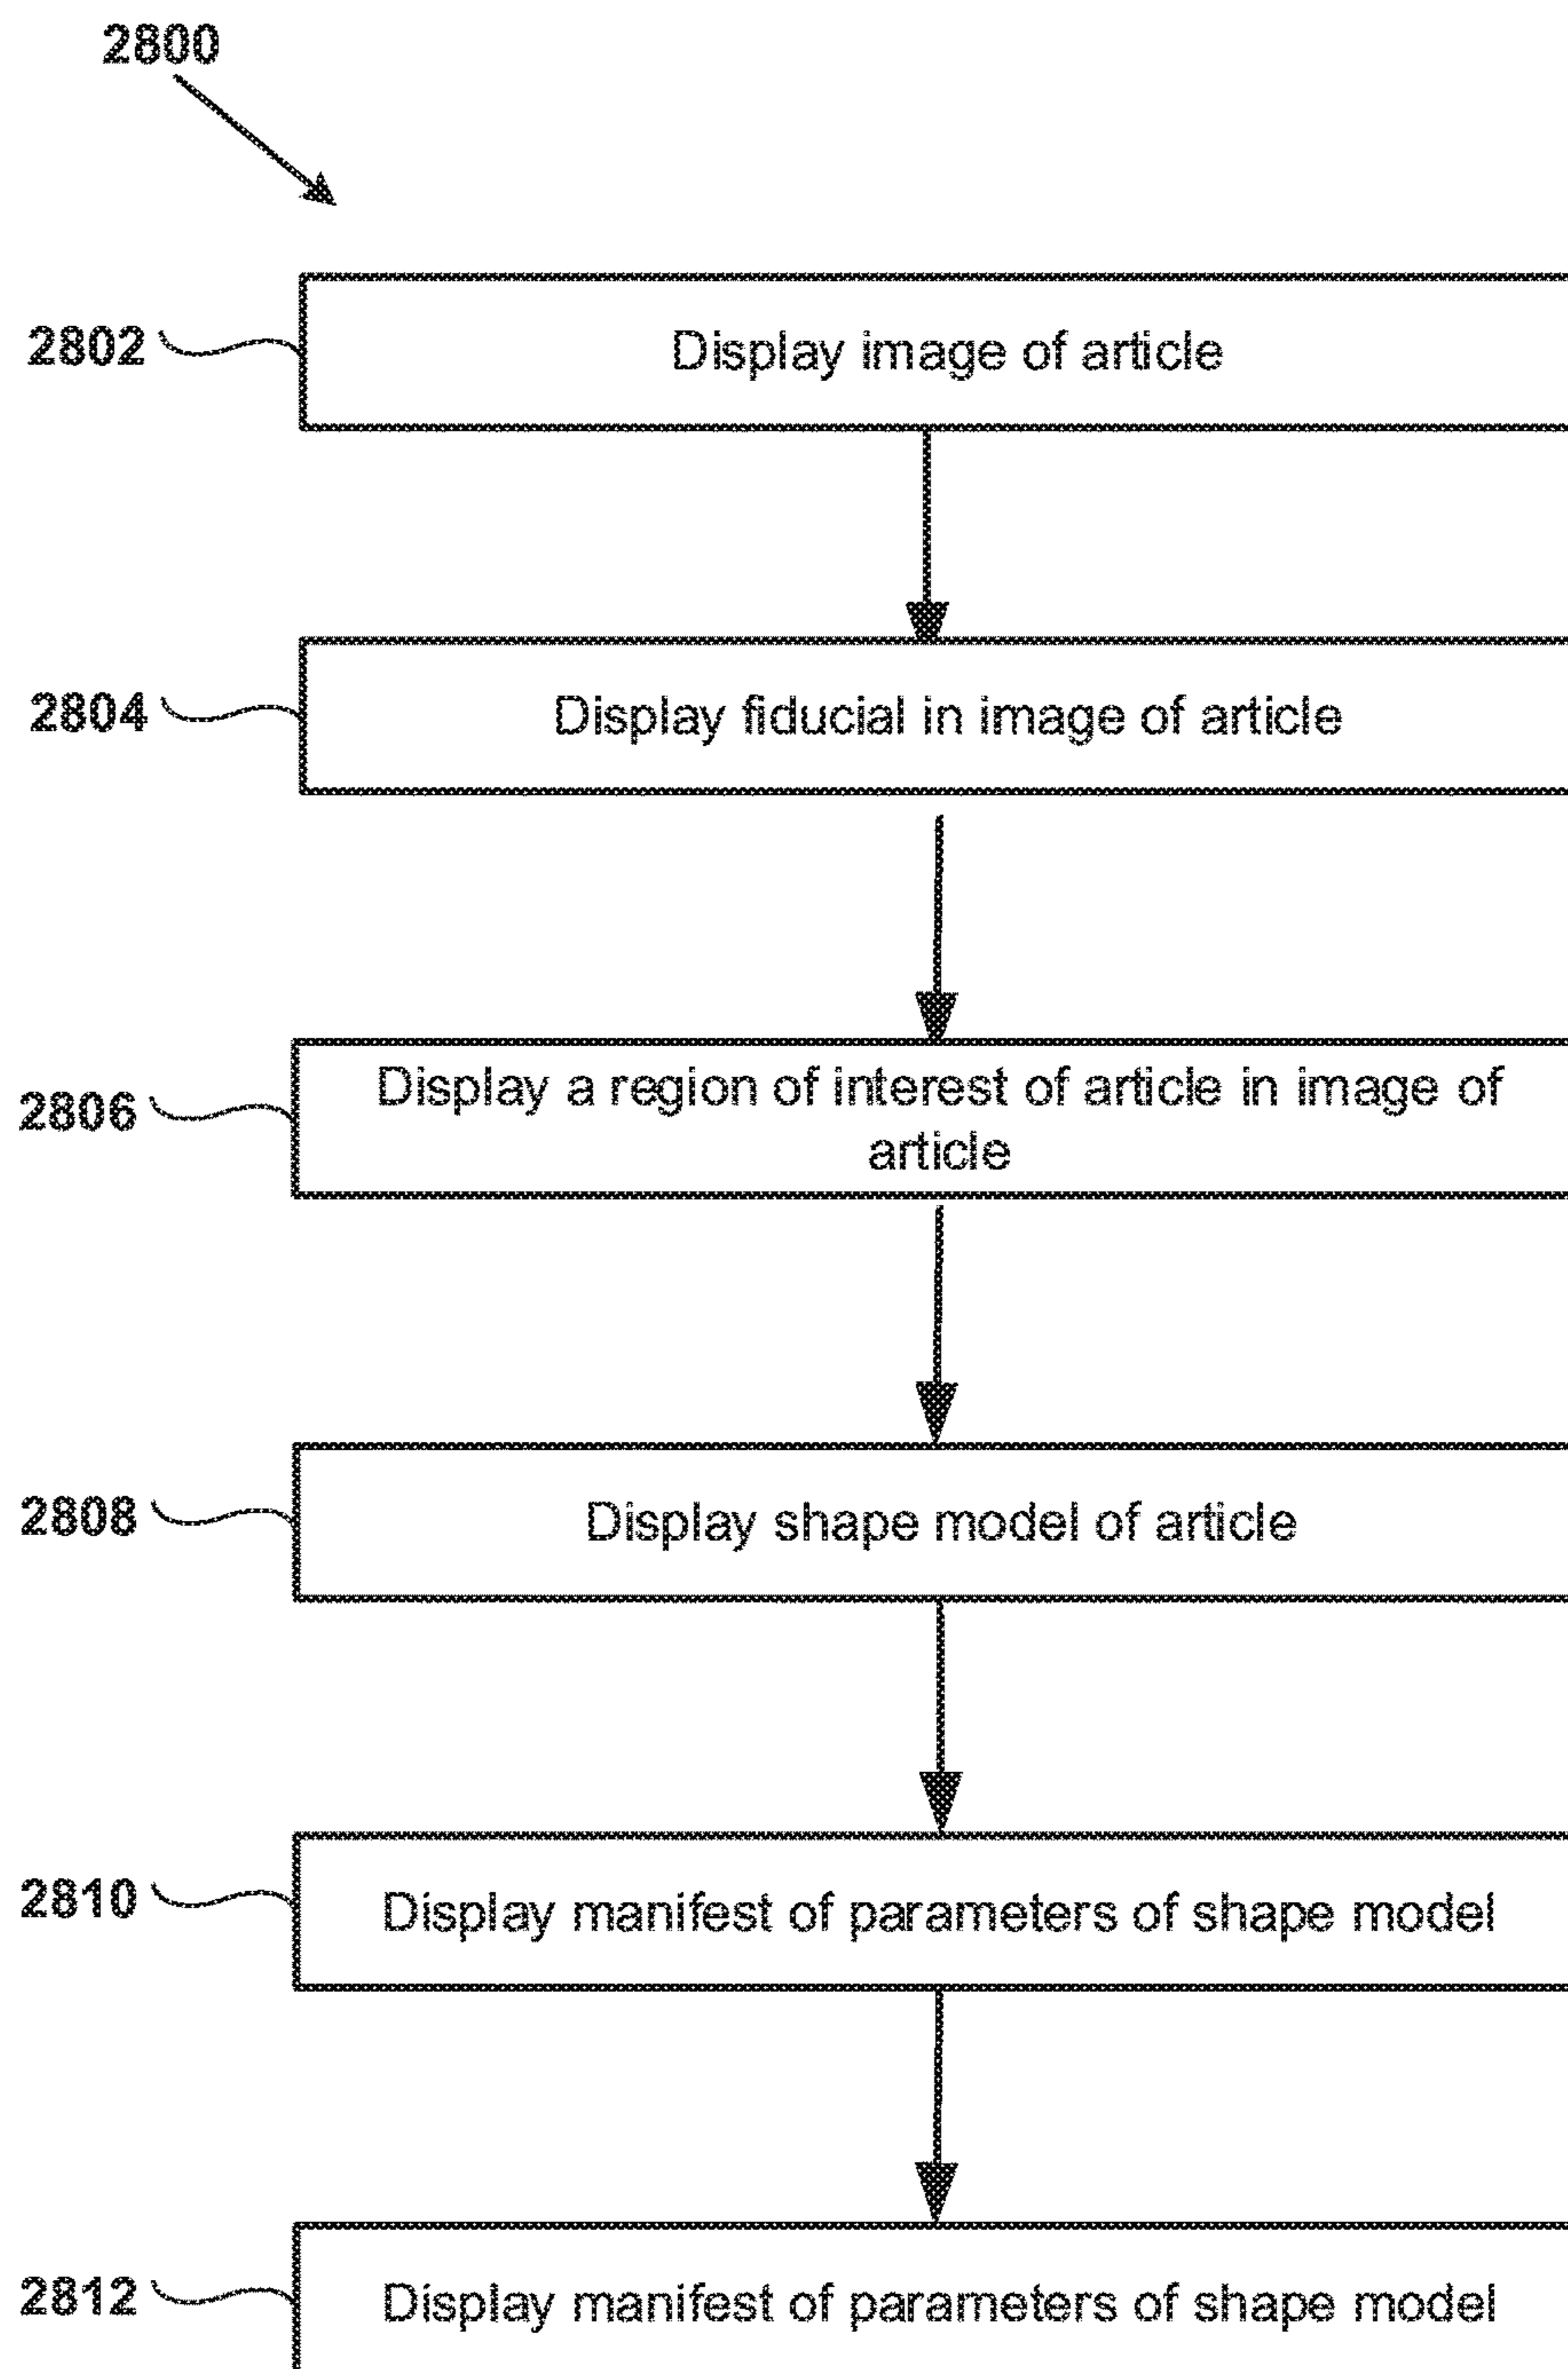 2800
2802
Display image of article
2804
Display fiducial in image of article
2806
Display a region of interest of article in image of
article
2808
Display shape model of article
2810
Display manifest of parameters of shape model
2812
Display manifest of parameters of shape model